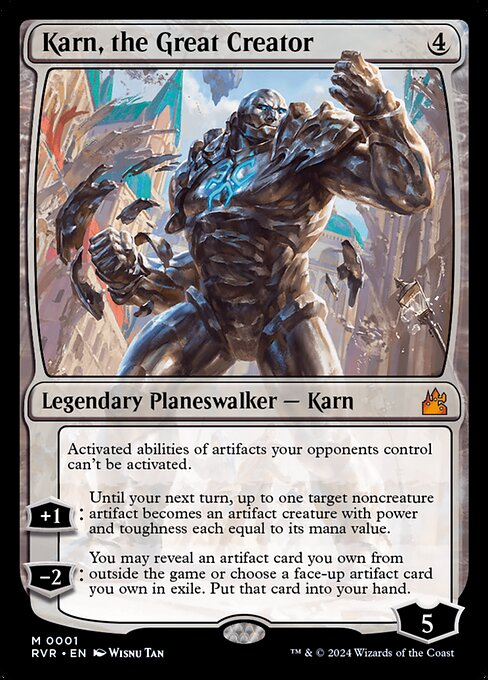 Karn, the Great Creator 4
Legendary Planeswalker — Karn
Activated abilities of artifacts your opponents control
can't be activated.
+1: Until your next turn, up to one target noncreature
artifact becomes an artifact creature with power
and toughness each equal to its mana value.
−2: You may reveal an artifact card you own from
outside the game or choose a face-up artifact card
you own in exile. Put that card into your hand.
5
M 0001
RVR • EN Wisnu Tan
™ & © 2024 Wizards of the Coast